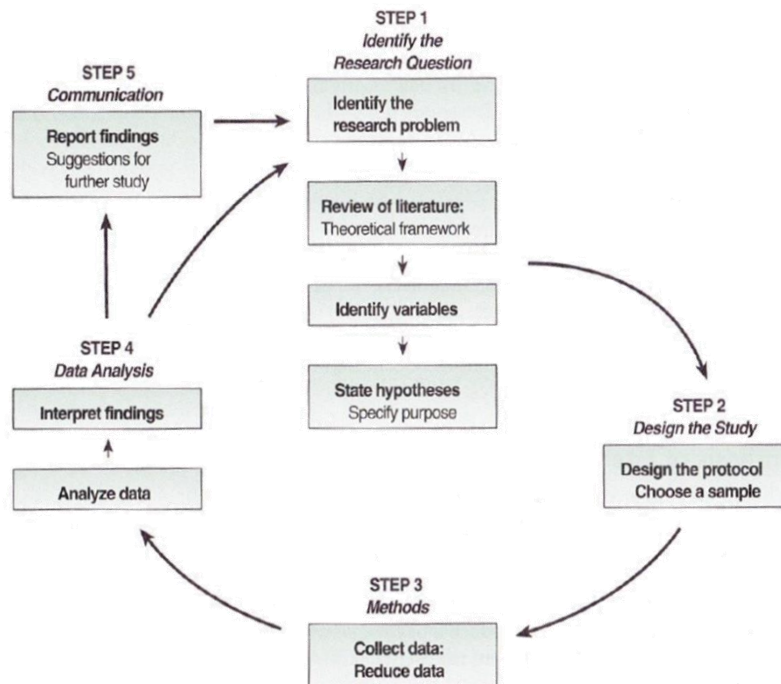 STEP 1
Identify the
Research Question
Identify the
research problem
Review of literature:
Theoretical framework
Identify variables
State hypotheses
Specify purpose
STEP 2
Design the Study
Design the protocol
Choose a sample
STEP 3
Methods
Collect data:
Reduce data
STEP 4
Data Analysis
Interpret findings
Analyze data
STEP 5
Communication
Report findings
Suggestions for
further study